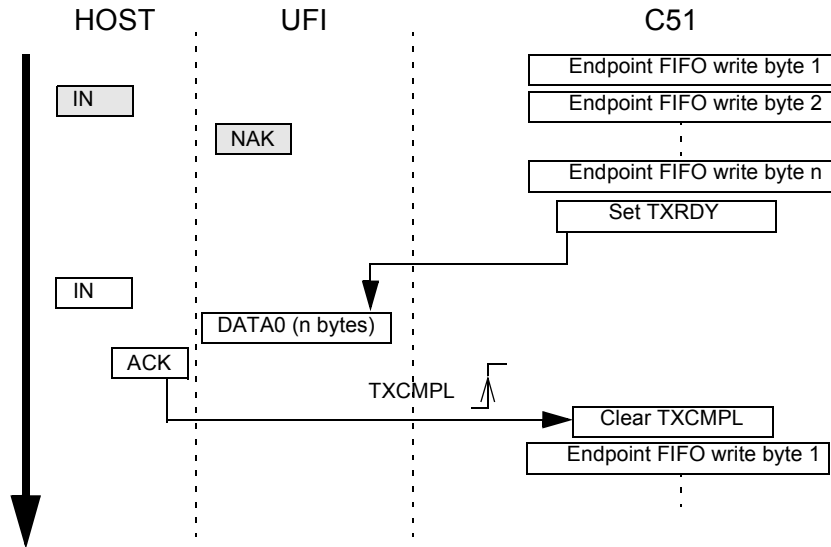 HOST UFI C51
Endpoint FIFO write byte 1
IN
Endpoint FIFO write byte 2
NAK
Endpoint FIFO write byte n
Set TXRDY
IN
DATA0 (n bytes)
ACK
TXCMPL
Clear TXCMPL
Endpoint FIFO write byte 1